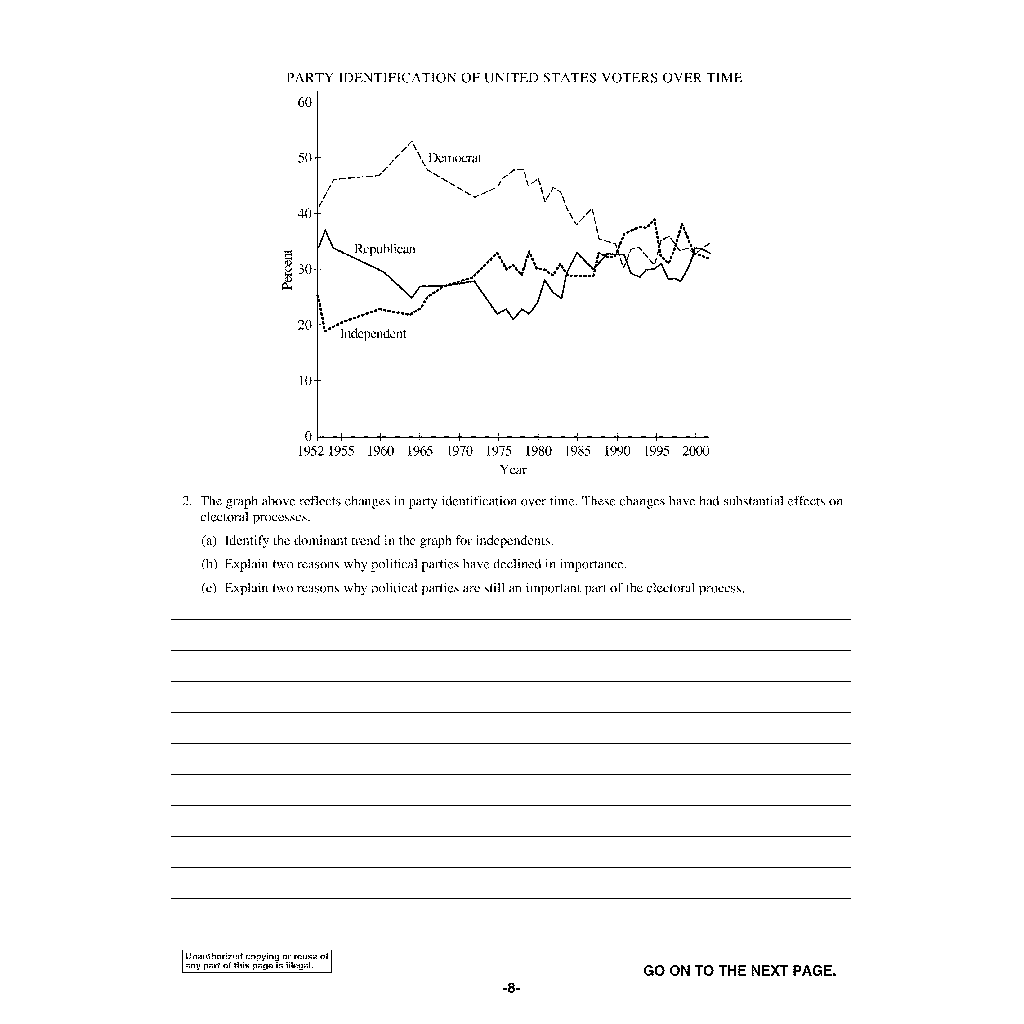 PARTY IDENTIFICATION OF UNITED STATES VOTERS OVER TIME
60
50
Democrat
40
Republican
Percent
30
20
Independent
10
0
1952 1955 1960 1965 1970 1975 1980 1985 1990 1995 2000
Year
2. The graph above reflects changes in party identification over time. These changes have had substantial effects on
electoral processes.
(a) Identify the dominant trend in the graph for independents.
(b) Explain two reasons why political parties have declined in importance.
(c) Explain two reasons why political parties are still an important part of the electoral process.
Unauthorized copying or reuse of
any part of this page is illegal.
GO ON TO THE NEXT PAGE.
-8-